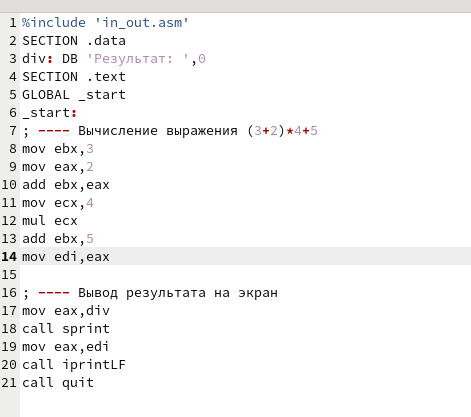 1 %include 'in_out.asm'
2 SECTION .data
3 div: DB 'Результат: ',0
4 SECTION .text
5 GLOBAL _start
6 _start:
7 ; ---- Вычисление выражения (3+2)*4+5
8 mov ebx,3
9 mov eax,2
10 add ebx,eax
11 mov ecx,4
12 mul ecx
13 add ebx,5
14 mov edi,eax
15
16 ; ---- Вывод результата на экран
17 mov eax,div
18 call sprint
19 mov eax,edi
20 call iprintLF
21 call quit